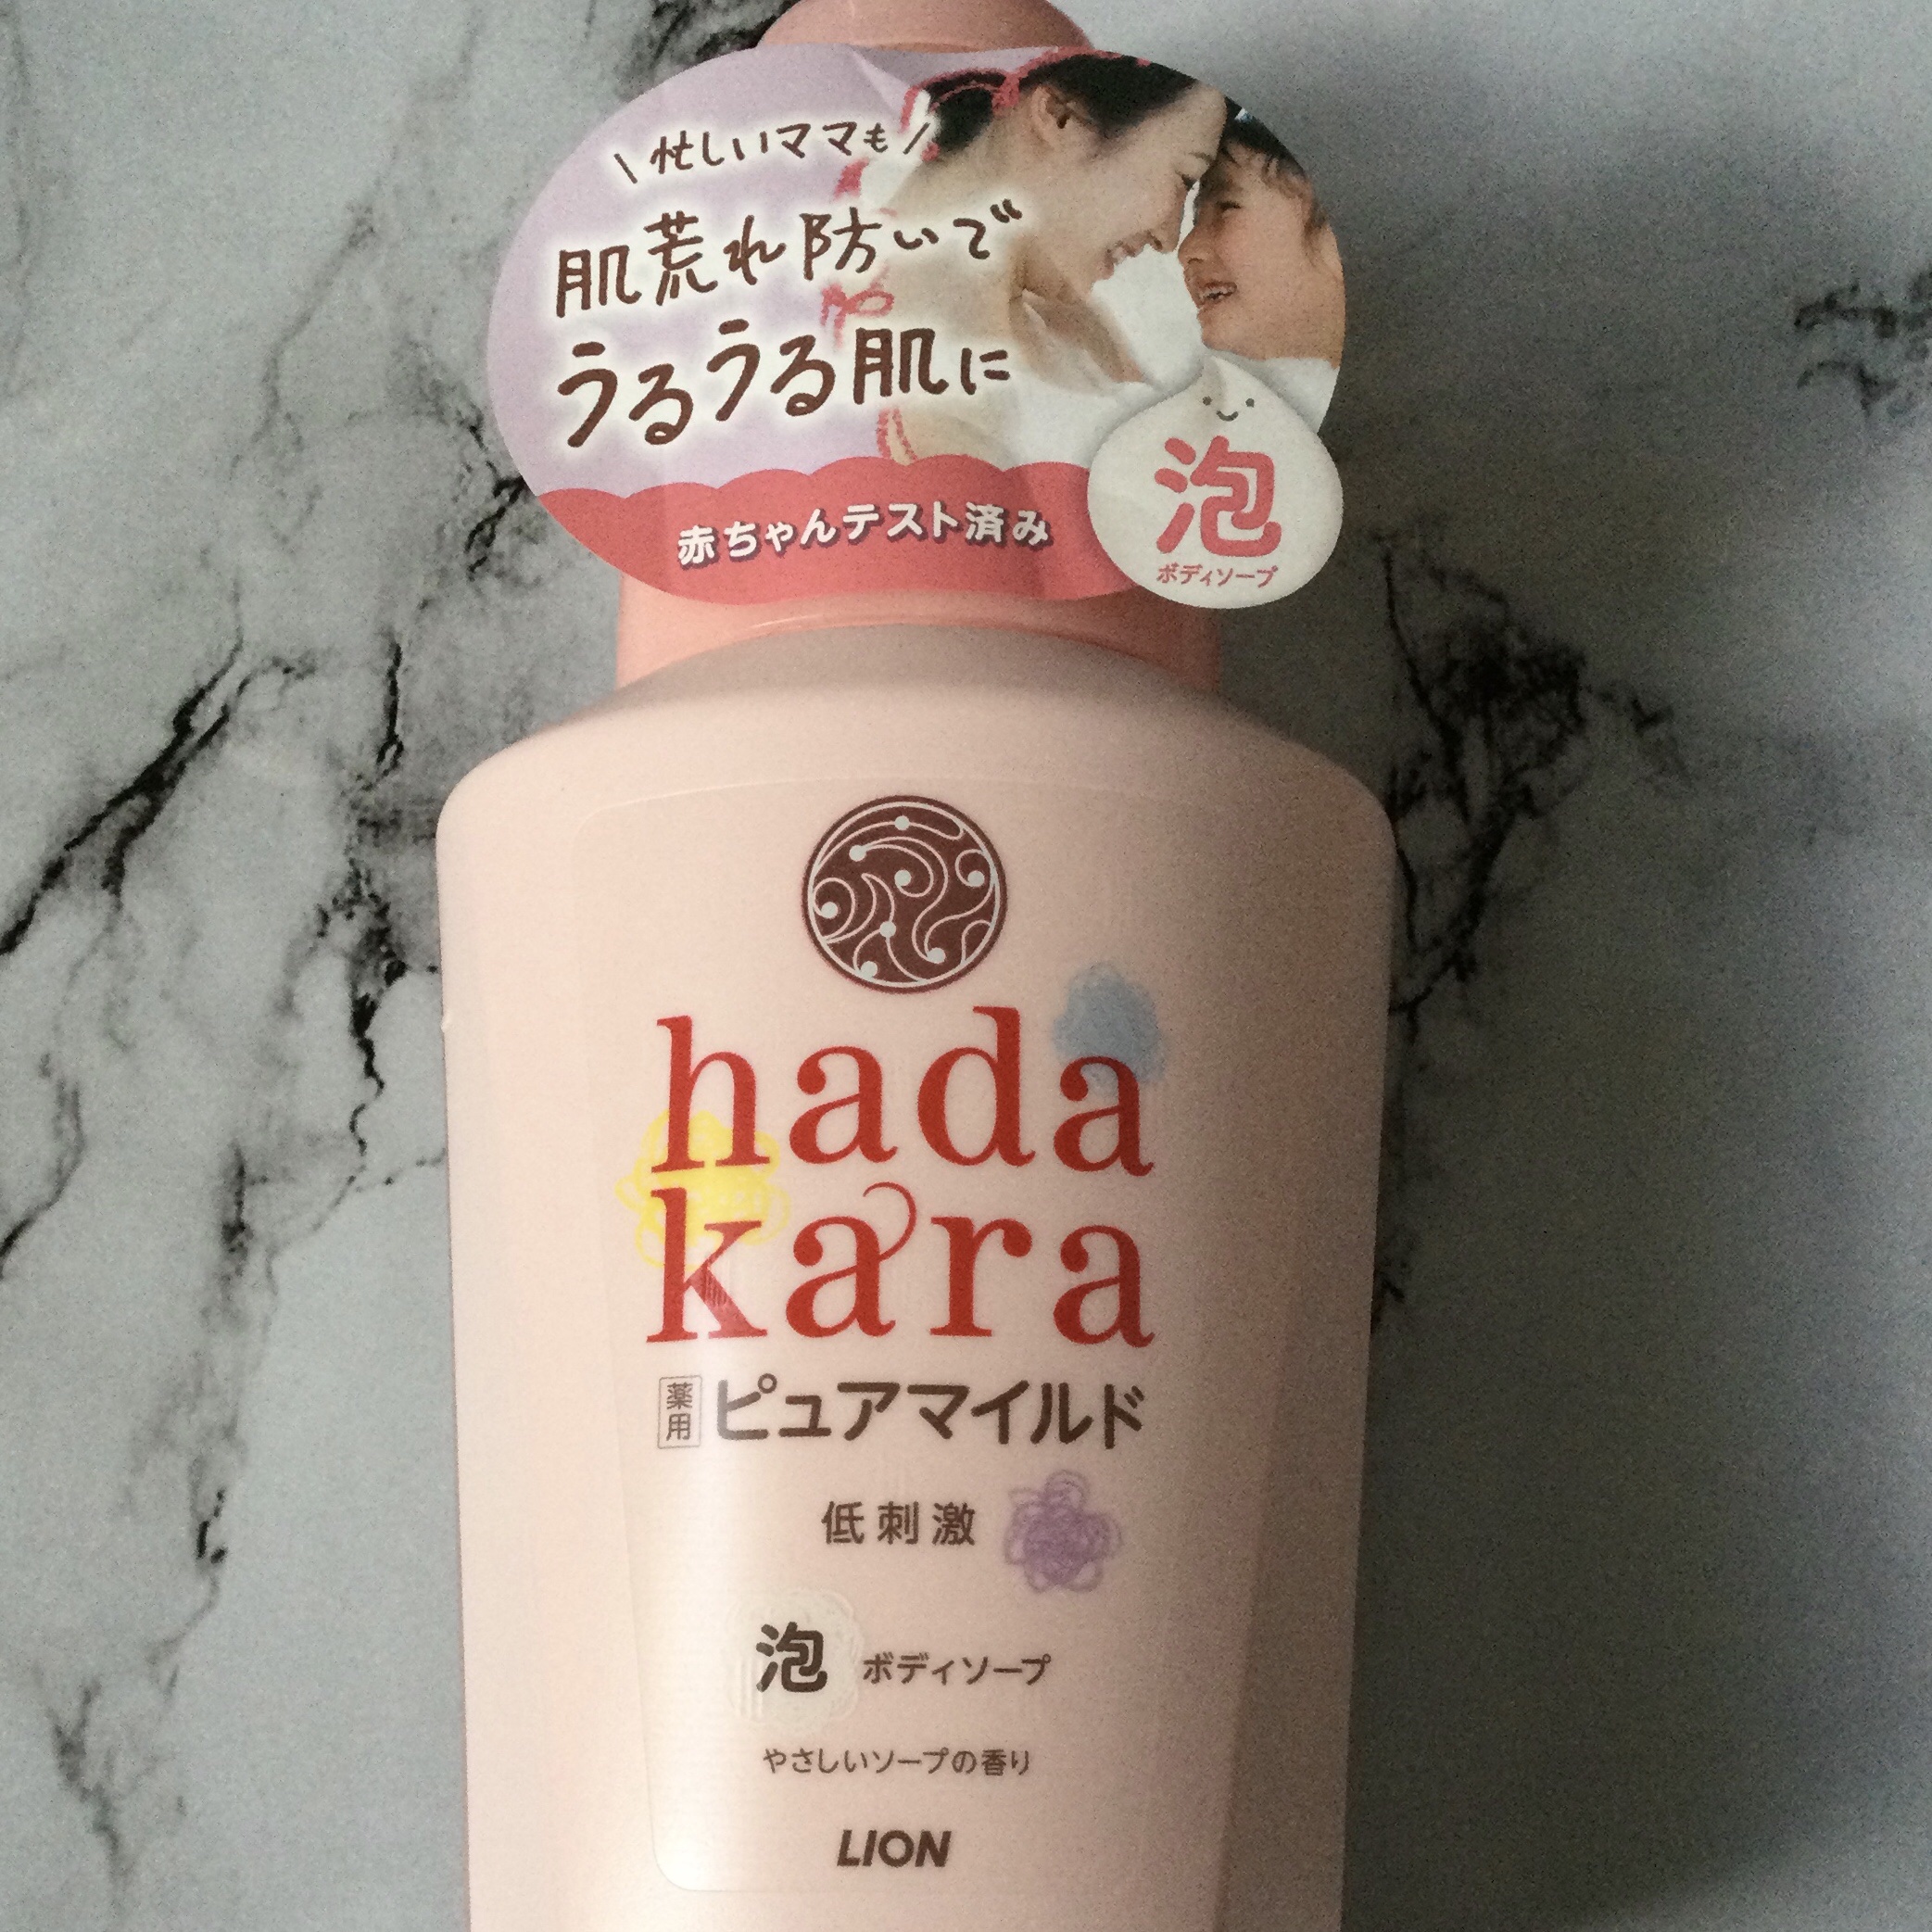 \忙しいママも/
肌荒れ防いで
うるうる肌に
赤ちゃんテスト済み
泡
ボディソープ
hada
kara
薬用 ピュアマイルド
低刺激
泡 ボディソープ
やさしいソープの香り
LION